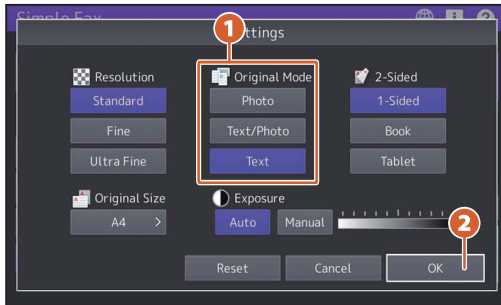 Simple Fax
Settings
1
Resolution
Original Mode
2-Sided
Standard
Photo
1-Sided
Fine
Text/Photo
Book
Ultra Fine
Text
Tablet
Original Size
Exposure
A4 >
Auto
Manual
2
Reset
Cancel
OK